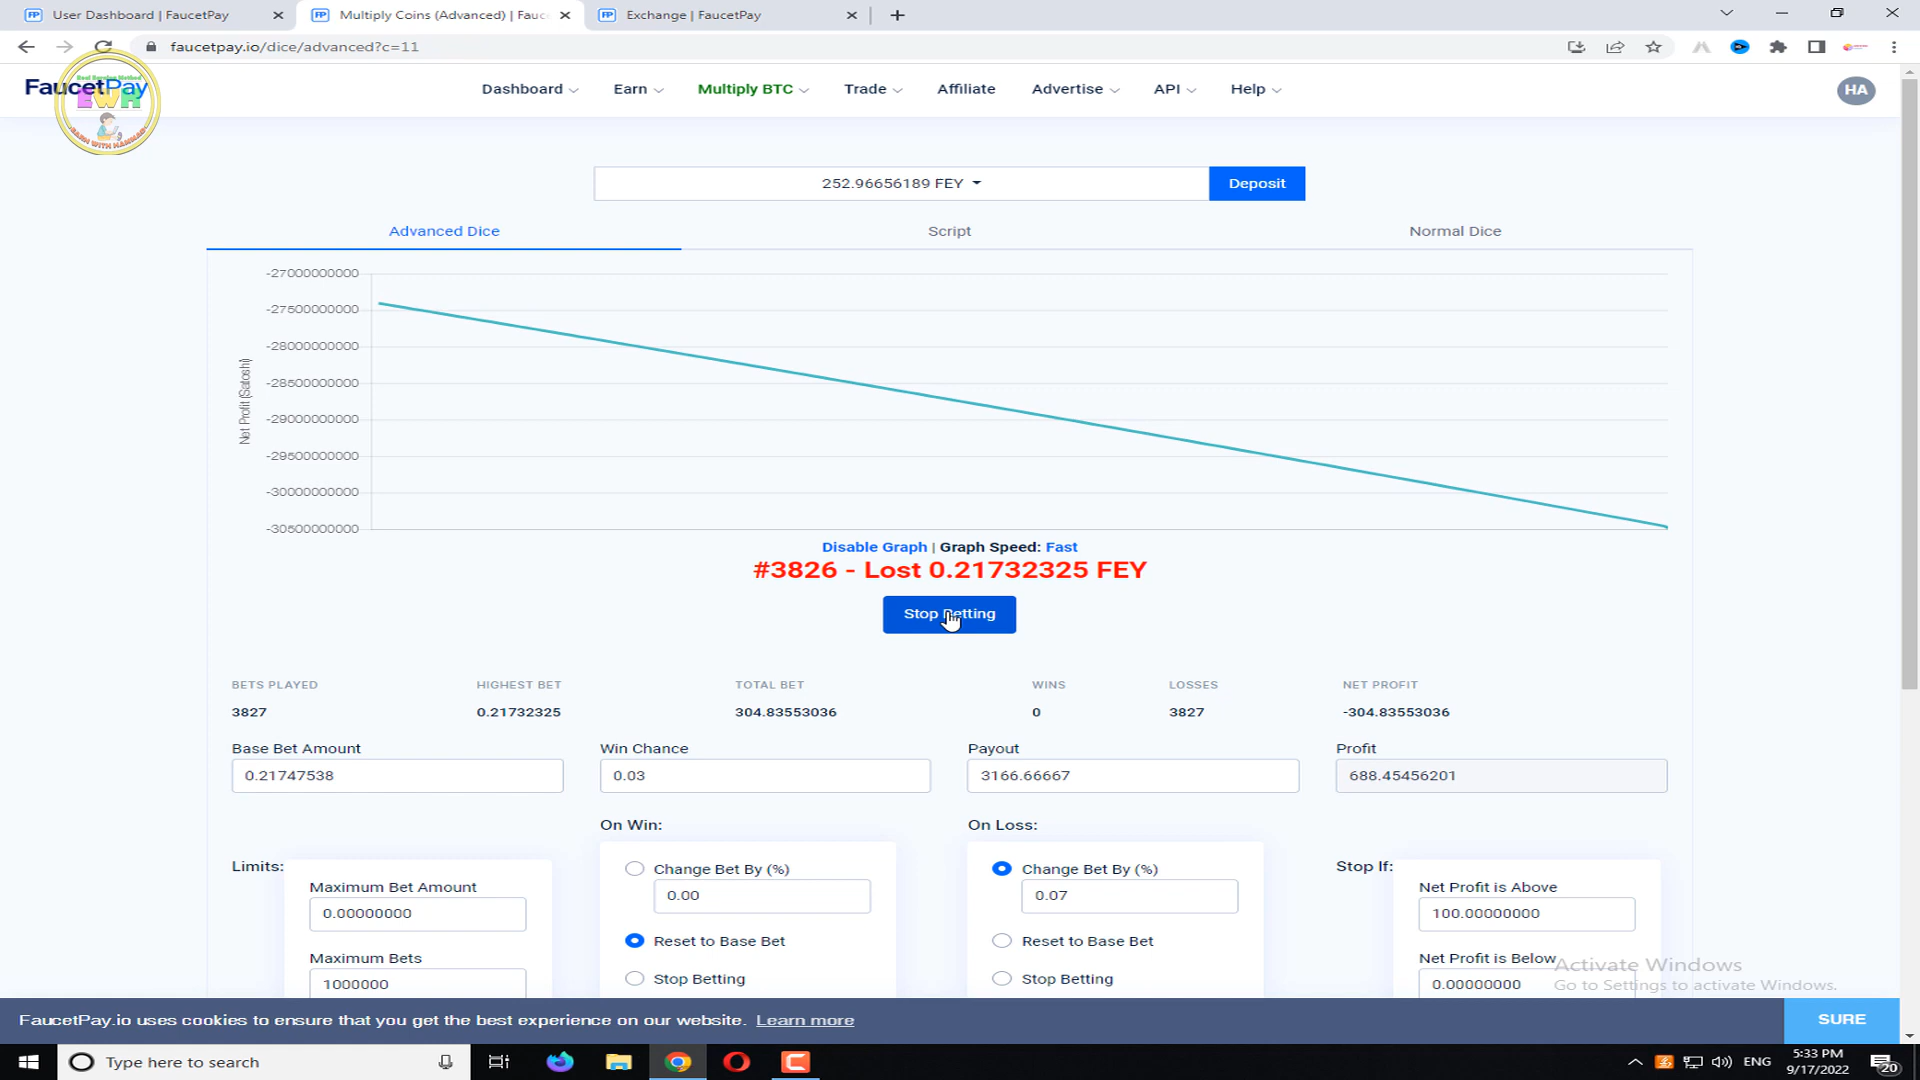 User Dashboard | FaucetPay
Multiply Coins (Advanced) | Fauc
Exchange | FaucetPay
faucetpay.io/dice/advanced?c=11
FaucetPay
Real Earning Method
EWH
EARN WITH HAMMAD
Dashboard
Earn
Multiply BTC
Trade
Affiliate
Advertise
API
Help
HA
252.96656189 FEY
Deposit
Advanced Dice
Script
Normal Dice
-27000000000
-27500000000
-28000000000
-28500000000
-29000000000
-29500000000
-30000000000
-30500000000
Net Profit (Satoshi)
Disable Graph | Graph Speed: Fast
#3826 - Lost 0.21732325 FEY
Stop Betting
BETS PLAYED
HIGHEST BET
TOTAL BET
WINS
LOSSES
NET PROFIT
3827
0.21732325
304.83553036
0
3827
-304.83553036
Base Bet Amount
Win Chance
Payout
Profit
0.21747538
0.03
3166.66667
688.45456201
On Win:
On Loss:
Limits:
Stop If:
Maximum Bet Amount
0.00000000
Maximum Bets
1000000
Change Bet By (%)
0.00
Reset to Base Bet
Stop Betting
Change Bet By (%)
0.07
Reset to Base Bet
Stop Betting
Net Profit is Above
100.00000000
Net Profit is Below
0.00000000
Activate Windows
Go to Settings to activate Windows.
FaucetPay.io uses cookies to ensure that you get the best experience on our website. Learn more
SURE
Type here to search
ENG
5:33 PM
9/17/2022
20